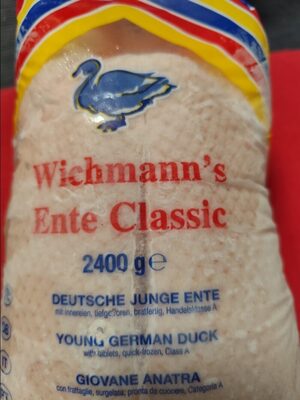 Wichmann's
Ente Classic
2400 g e
DEUTSCHE JUNGE ENTE
mit Innereien, tiefgefroren, bratfertig, Handelsklasse A
YOUNG GERMAN DUCK
with giblets, quick-frozen, Class A
GIOVANE ANATRA
con frattaglie, surgelata, pronta da cuocere, Categoria A